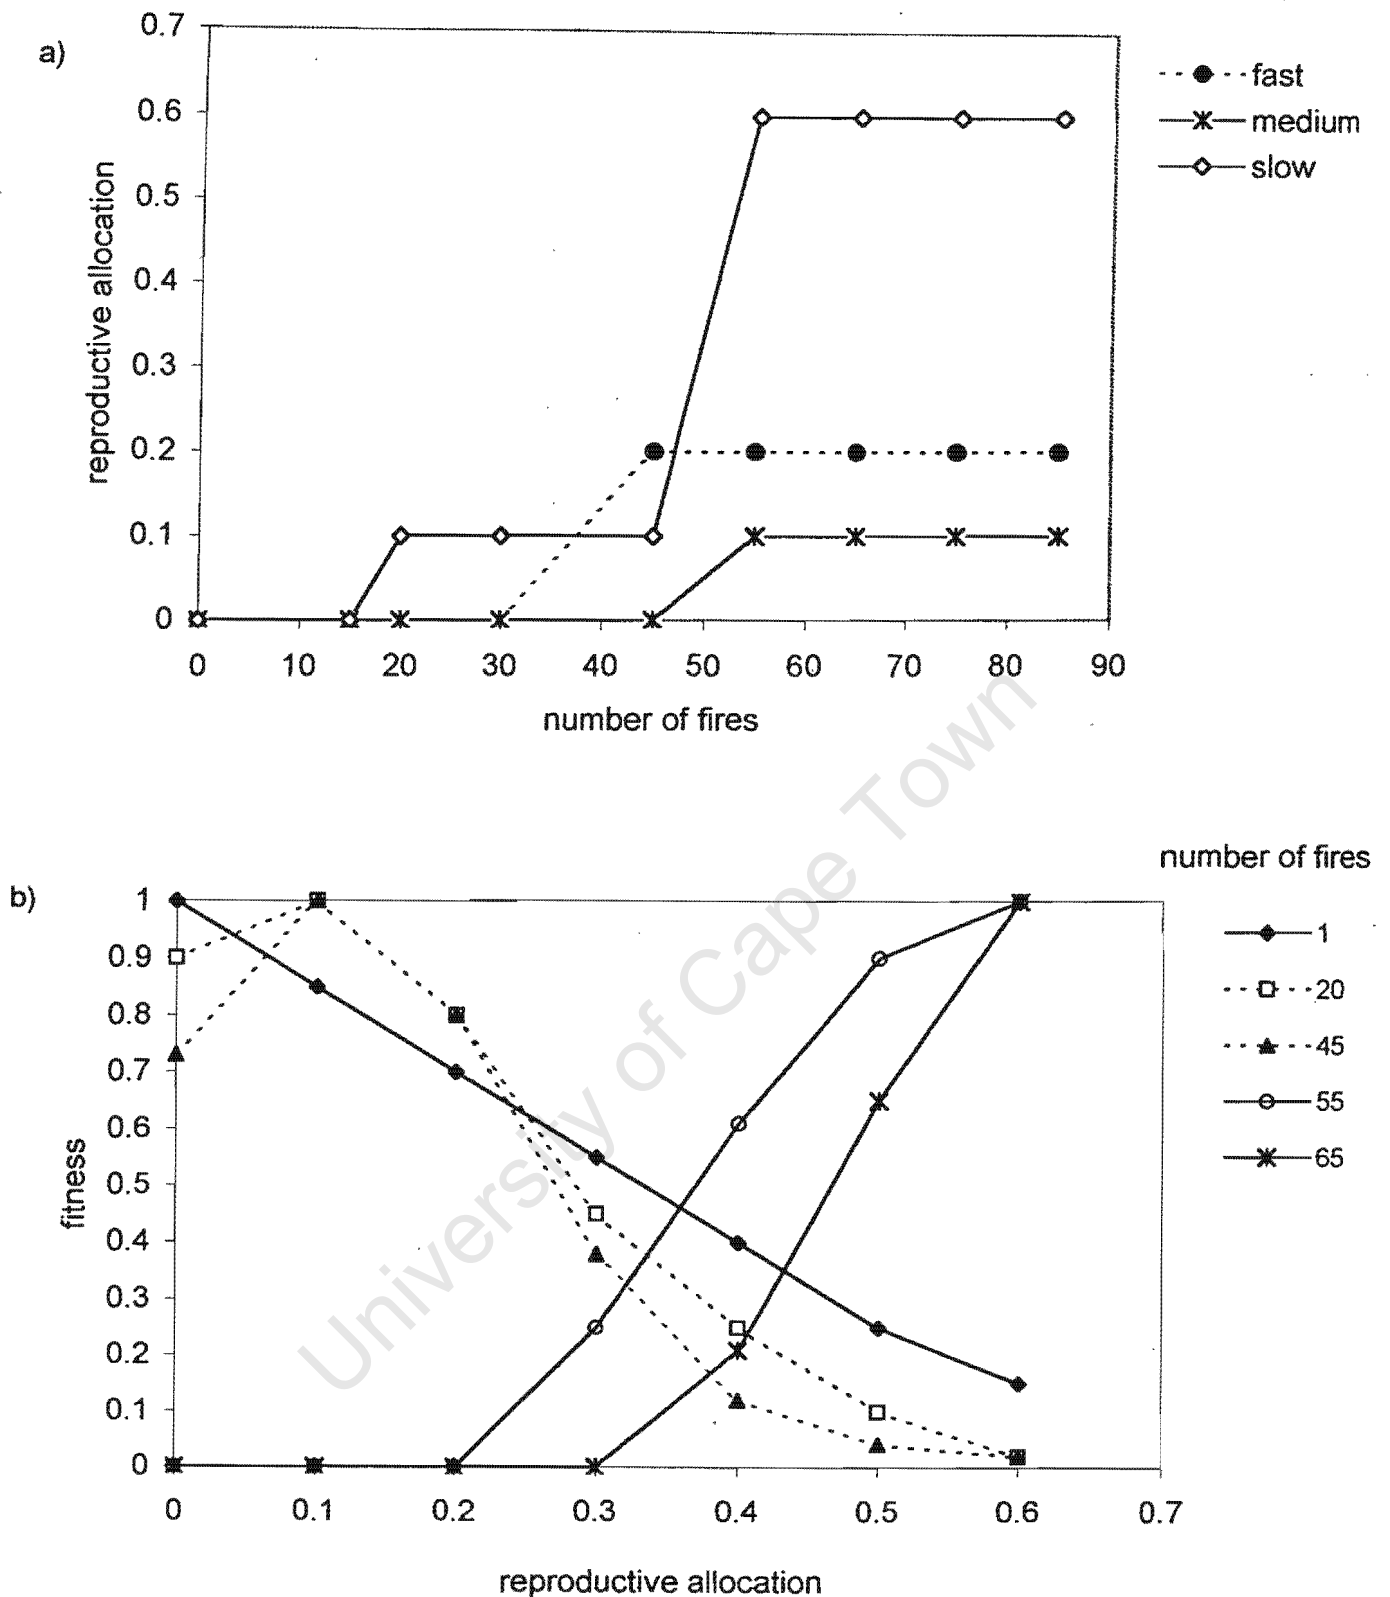 a)
0.7
0.6
0.5
0.4
0.3
0.2
0.1
0
reproductive allocation
0 10 20 30 40 50 60 70 80 90
number of fires
fast
medium
slow
University of Cape Town
b)
1
0.9
0.8
0.7
0.6
0.5
0.4
0.3
0.2
0.1
0
fitness
0 0.1 0.2 0.3 0.4 0.5 0.6 0.7
reproductive allocation
number of fires
1
20
45
55
65